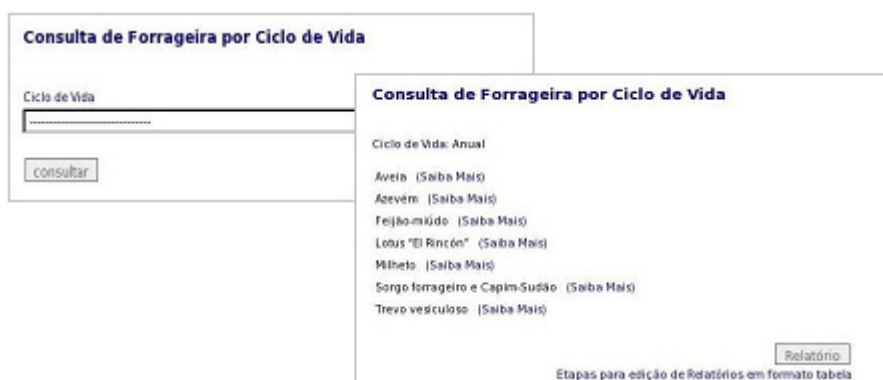 Consulta de Forrageira por Ciclo de Vida
Ciclo de Vida
------------------------------
consultar
Consulta de Forrageira por Ciclo de Vida
Ciclo de Vida: Anual
Aveia (Saiba Mais)
Azevém (Saiba Mais)
Feijão-miúdo (Saiba Mais)
Lotus "El Rincón" (Saiba Mais)
Milheto (Saiba Mais)
Sorgo forrageiro e Capim-Sudão (Saiba Mais)
Trevo vesiculoso (Saiba Mais)
Relatório
Etapas para edição de Relatórios em formato tabela